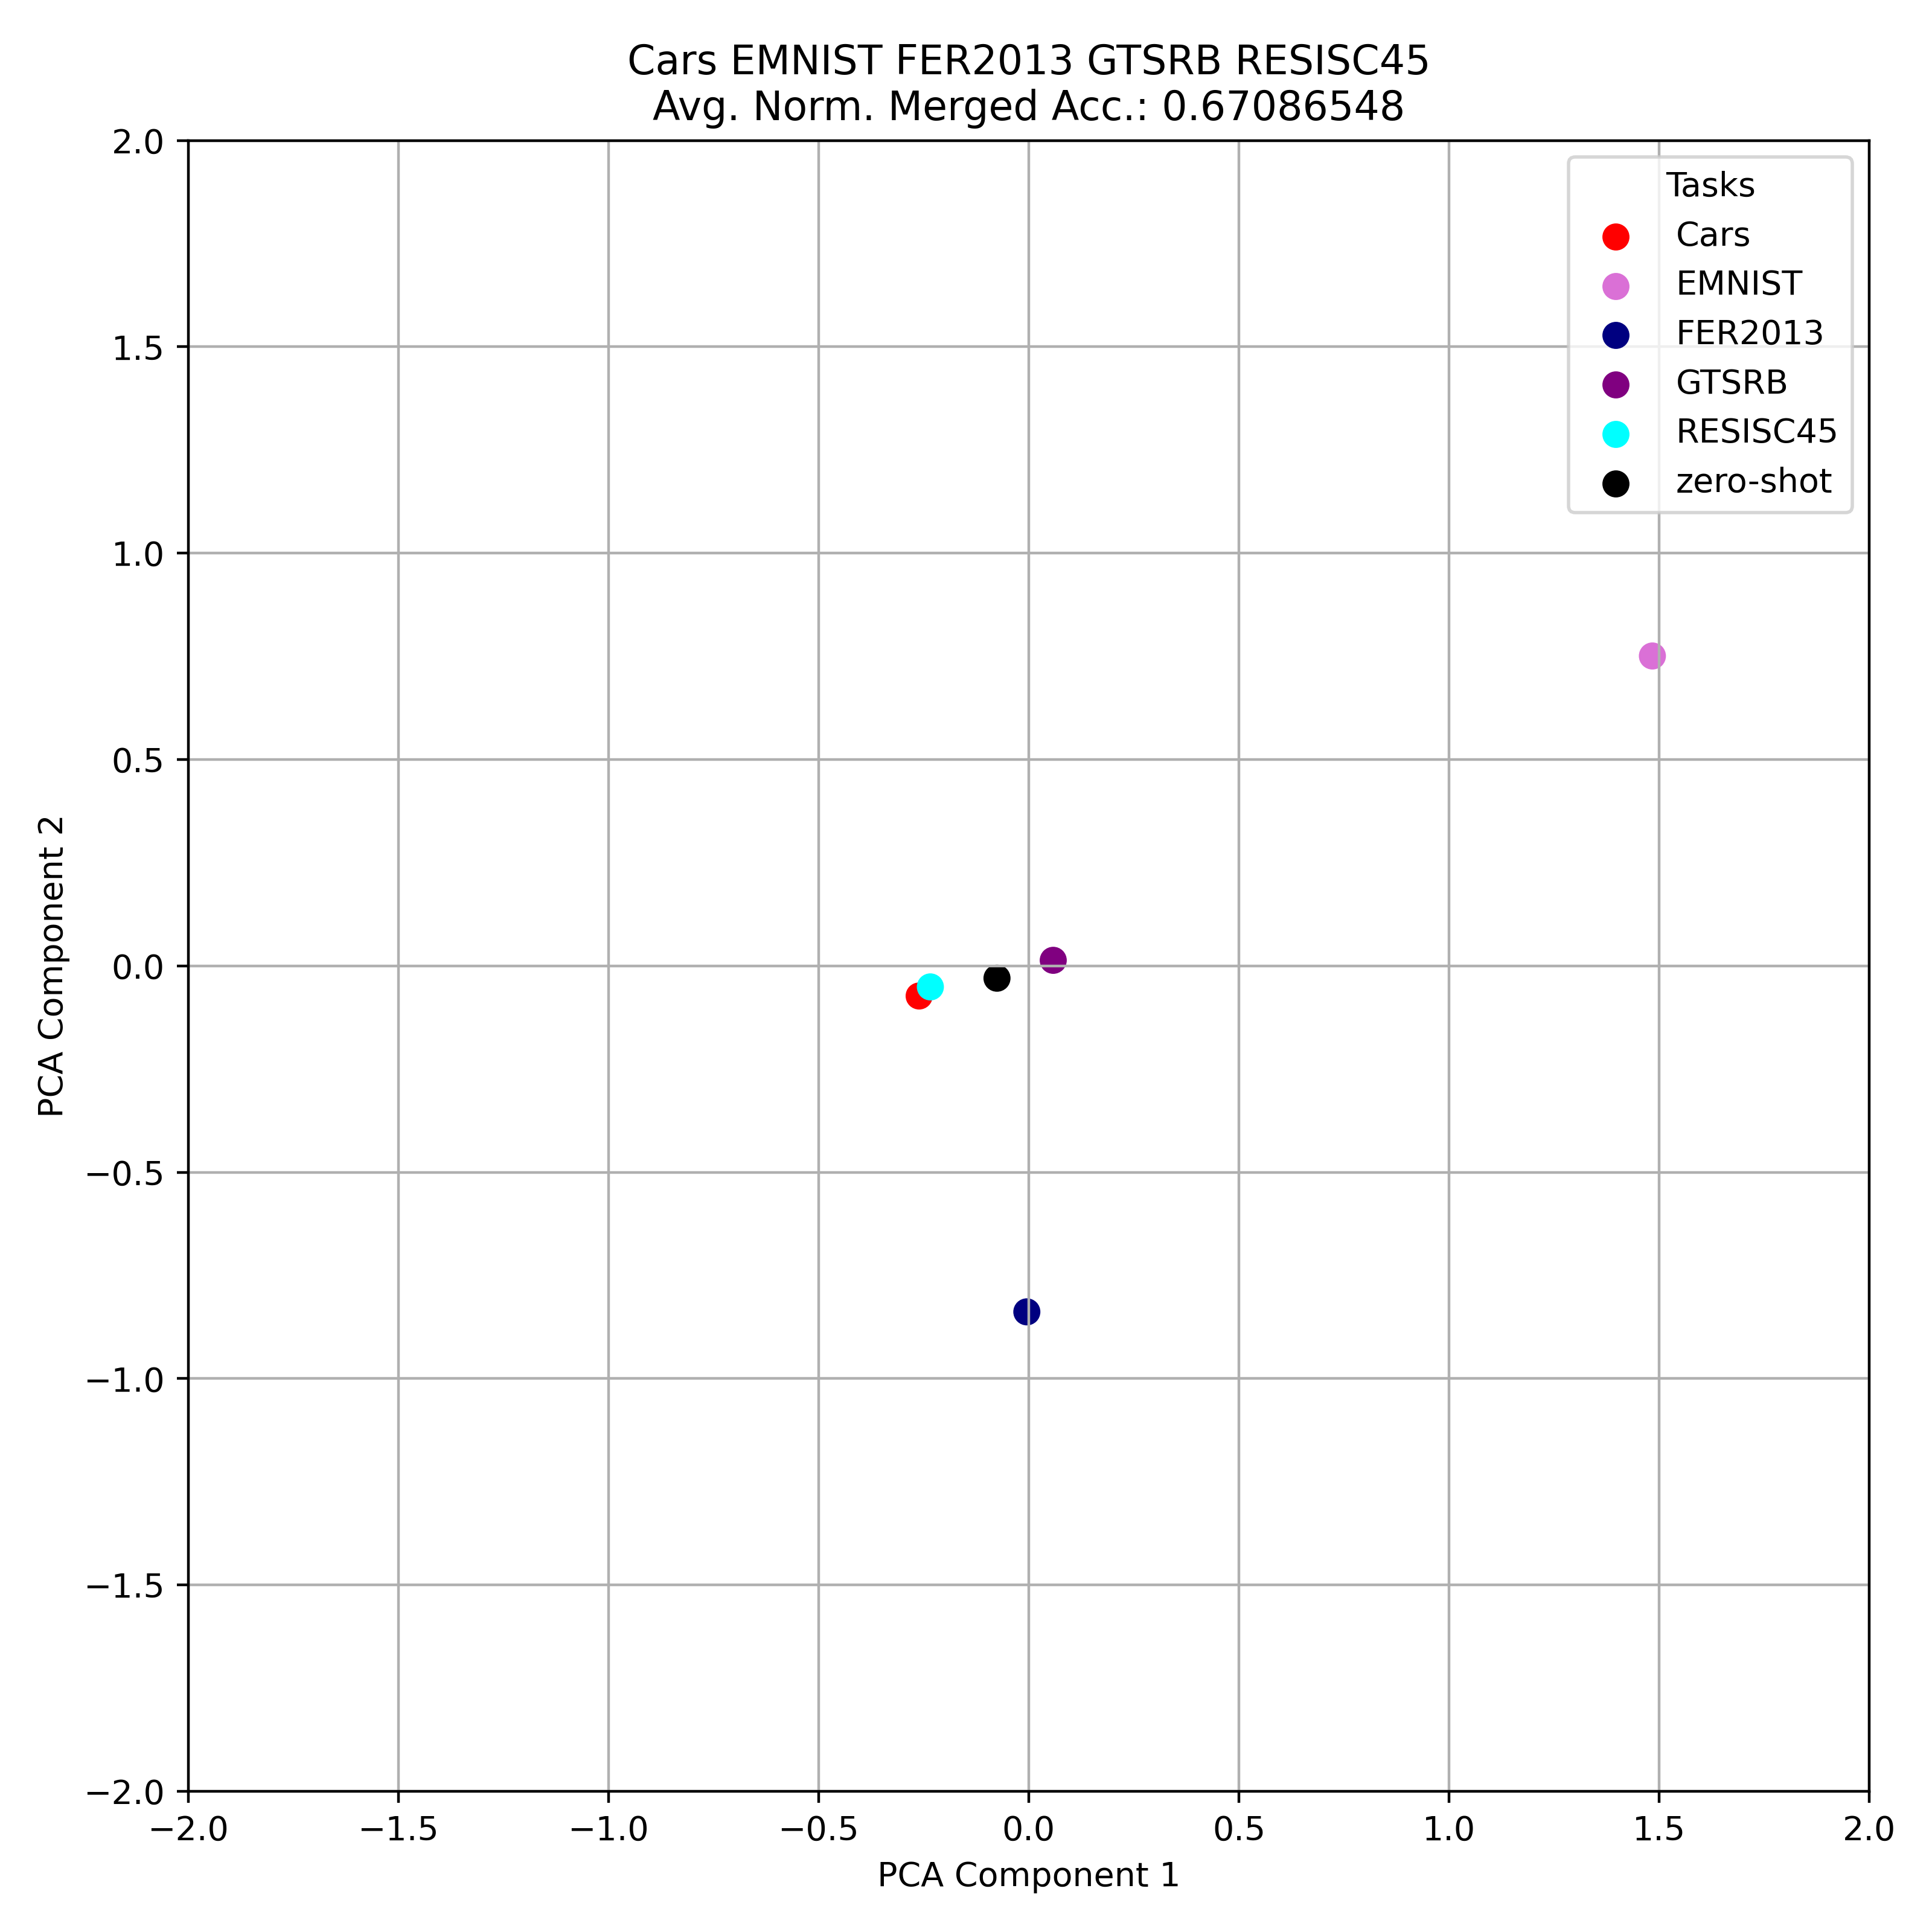 Cars EMNIST FER2013 GTSRB RESISC45
Avg. Norm. Merged Acc.: 0.67086548
Tasks
Cars
EMNIST
FER2013
GTSRB
RESISC45
zero-shot
2.0
1.5
1.0
0.5
0.0
−0.5
−1.0
−1.5
−2.0
PCA Component 2
−2.0 −1.5 −1.0 −0.5 0.0 0.5 1.0 1.5 2.0
PCA Component 1